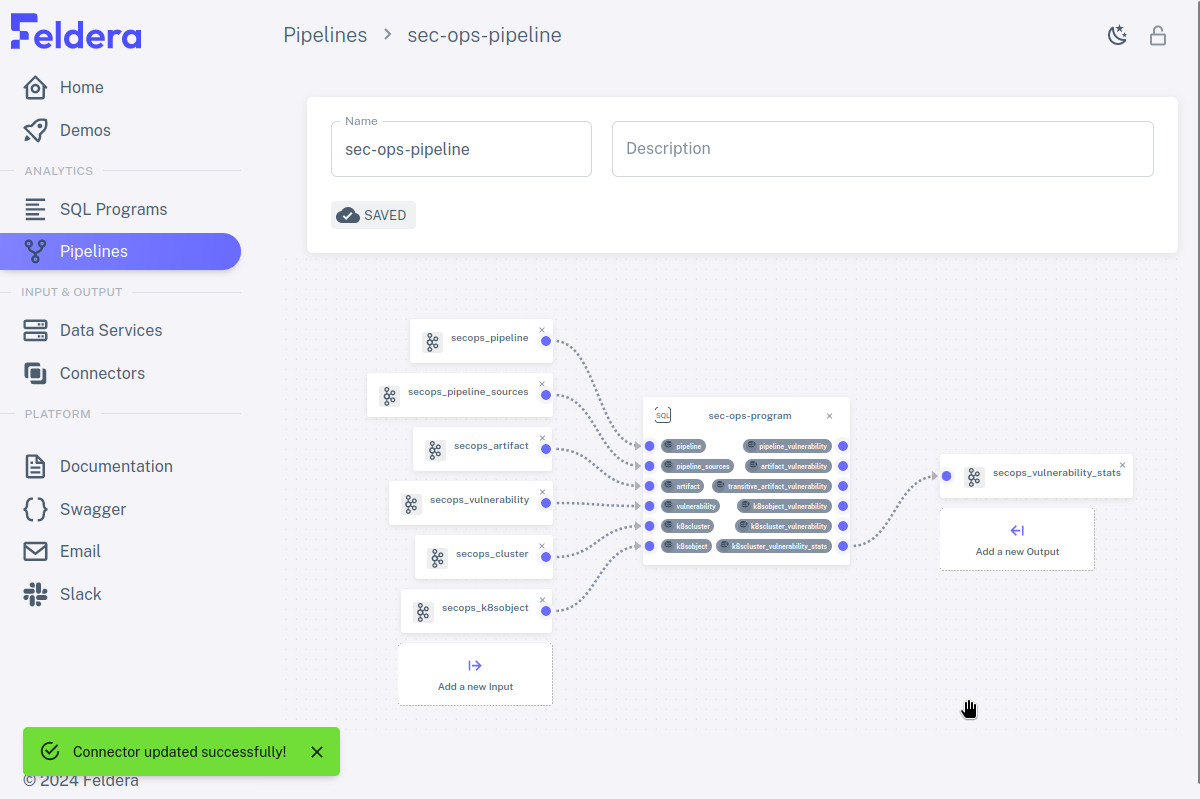 Feldera
Pipelines > sec-ops-pipeline
Home
Demos
ANALYTICS
SQL Programs
Pipelines
INPUT & OUTPUT
Data Services
Connectors
PLATFORM
Documentation
Swagger
Email
Slack
Name
sec-ops-pipeline
Description
SAVED
secops_pipeline
secops_pipeline_sources
secops_artifact
secops_vulnerability
secops_cluster
secops_k8sobject
Add a new Input
SQL
sec-ops-program
pipeline
pipeline_vulnerability
pipeline_sources
artifact_vulnerability
artifact
transitive_artifact_vulnerability
vulnerability
k8sobject_vulnerability
k8scluster
k8scluster_vulnerability
k8sobject
k8scluster_vulnerability_stats
secops_vulnerability_stats
Add a new Output
Connector updated successfully!
© 2024 Feldera